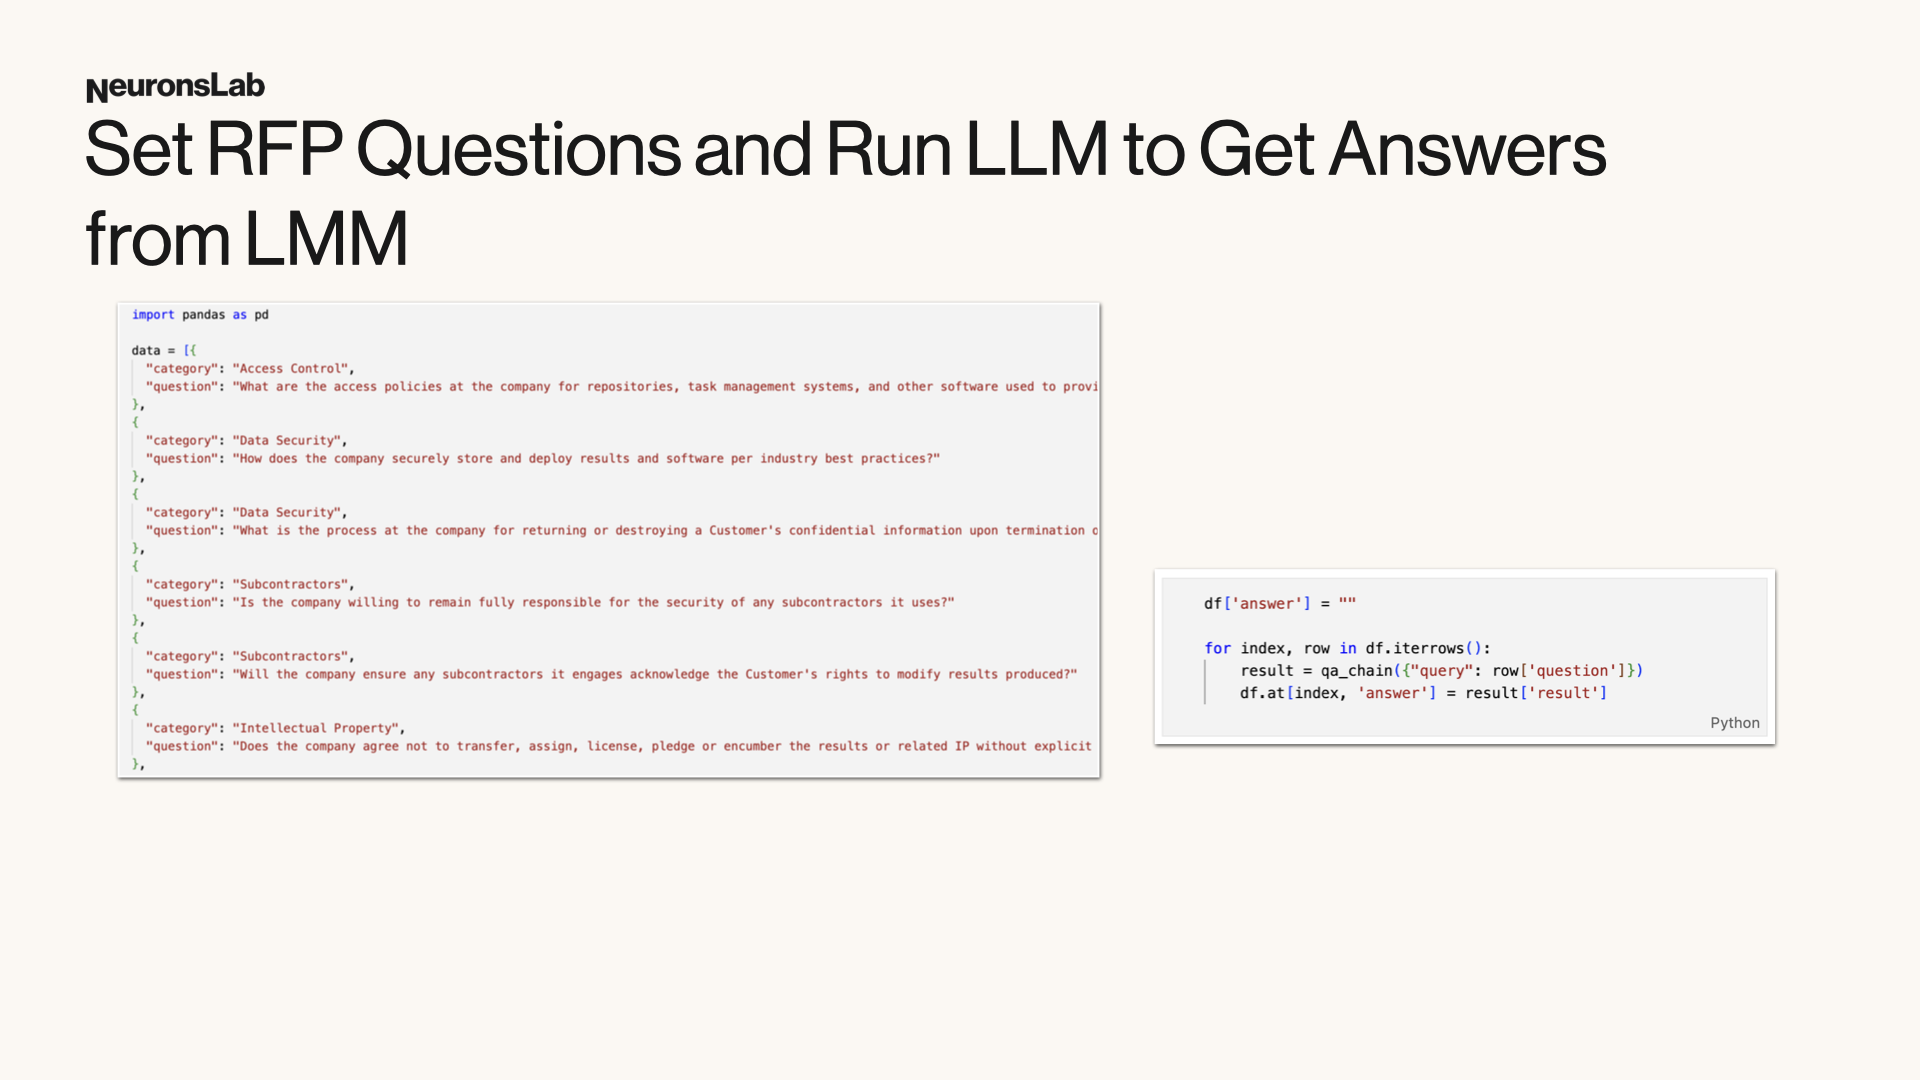 NeuronsLab
Set RFP Questions and Run LLM to Get Answers
from LMM
import pandas as pd
data = [{
"category": "Access Control",
"question": "What are the access policies at the company for repositories, task management systems, and other software used to provi
},
{
"category": "Data Security",
"question": "How does the company securely store and deploy results and software per industry best practices?"
},
{
"category": "Data Security",
"question": "What is the process at the company for returning or destroying a Customer's confidential information upon termination o
},
{
"category": "Subcontractors",
"question": "Is the company willing to remain fully responsible for the security of any subcontractors it uses?"
},
{
"category": "Subcontractors",
"question": "Will the company ensure any subcontractors it engages acknowledge the Customer's rights to modify results produced?"
},
{
"category": "Intellectual Property",
"question": "Does the company agree not to transfer, assign, license, pledge or encumber the results or related IP without explicit
},
df['answer'] = ""
for index, row in df.iterrows():
result = qa_chain({"query": row['question']})
df.at[index, 'answer'] = result['result']
Python